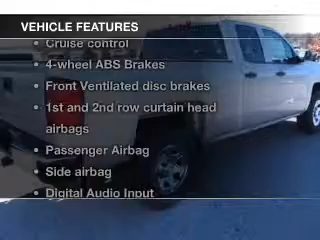 VEHICLE FEATURES
• Cruise control
• 4-wheel ABS Brakes
• Front Ventilated disc brakes
• 1st and 2nd row curtain head
airbags
• Passenger Airbag
• Side airbag
• Digital Audio Input